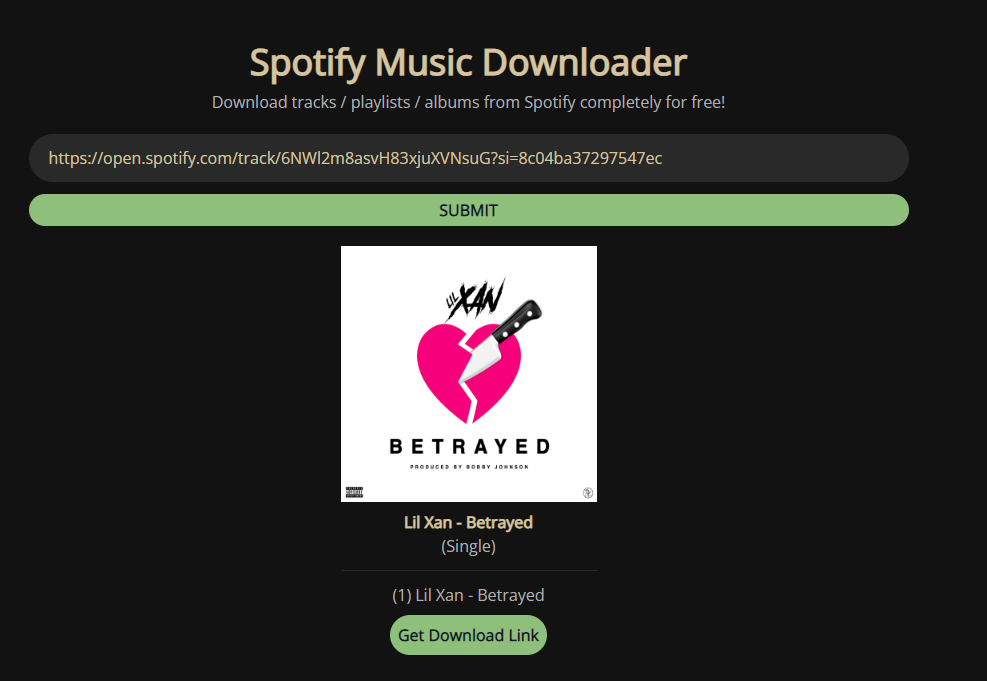 Spotify Music Downloader
Download tracks / playlists / albums from Spotify completely for free!
https://open.spotify.com/track/6NWl2m8asvH83xjuXVNsuG?si=8c04ba37297547ec
SUBMIT
LIL XAN
BETRAYED
PRODUCED BY BOBBY JOHNSON
Lil Xan - Betrayed
(Single)
(1) Lil Xan - Betrayed
Get Download Link